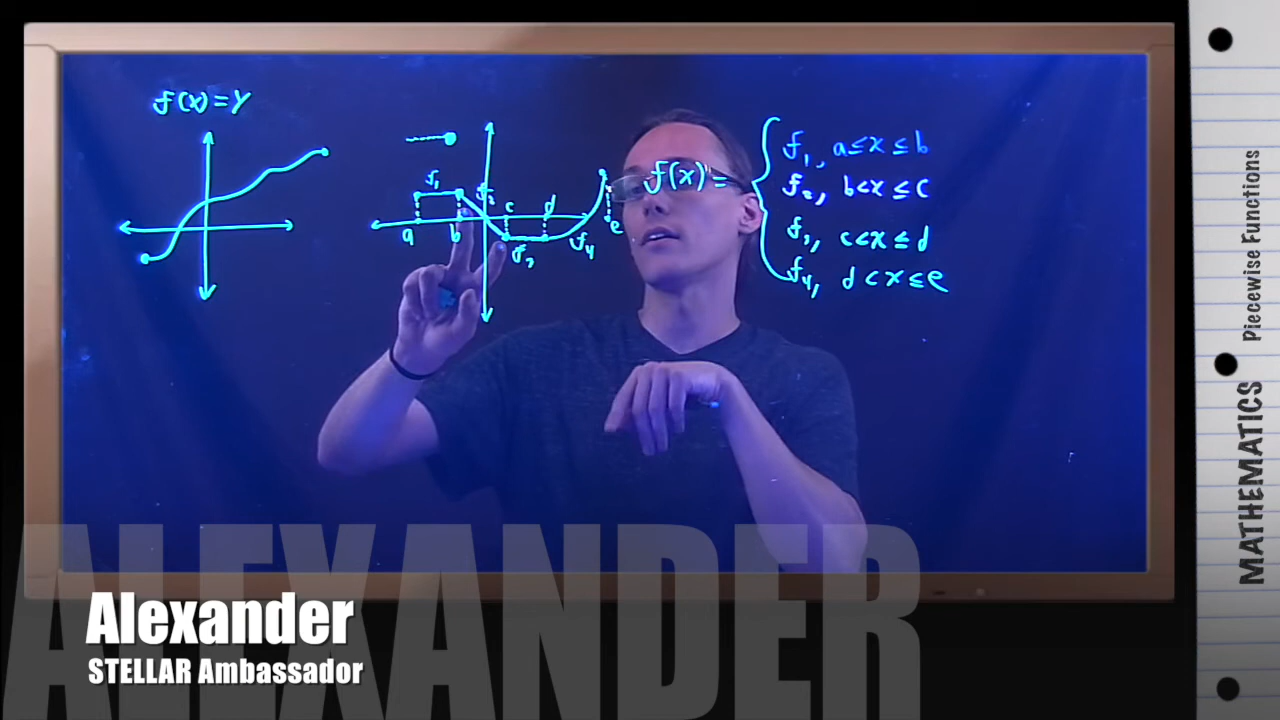 f(x)=y
f₁
f₂
c
d
a
b
e
f₃
f₄
f(x)=
f₁, a≤x≤b
f₂, b<x≤c
f₃, c<x≤d
f₄, d<x≤e
ALEXANDER
Alexander
STELLAR Ambassador
MATHEMATICS Piecewise Functions